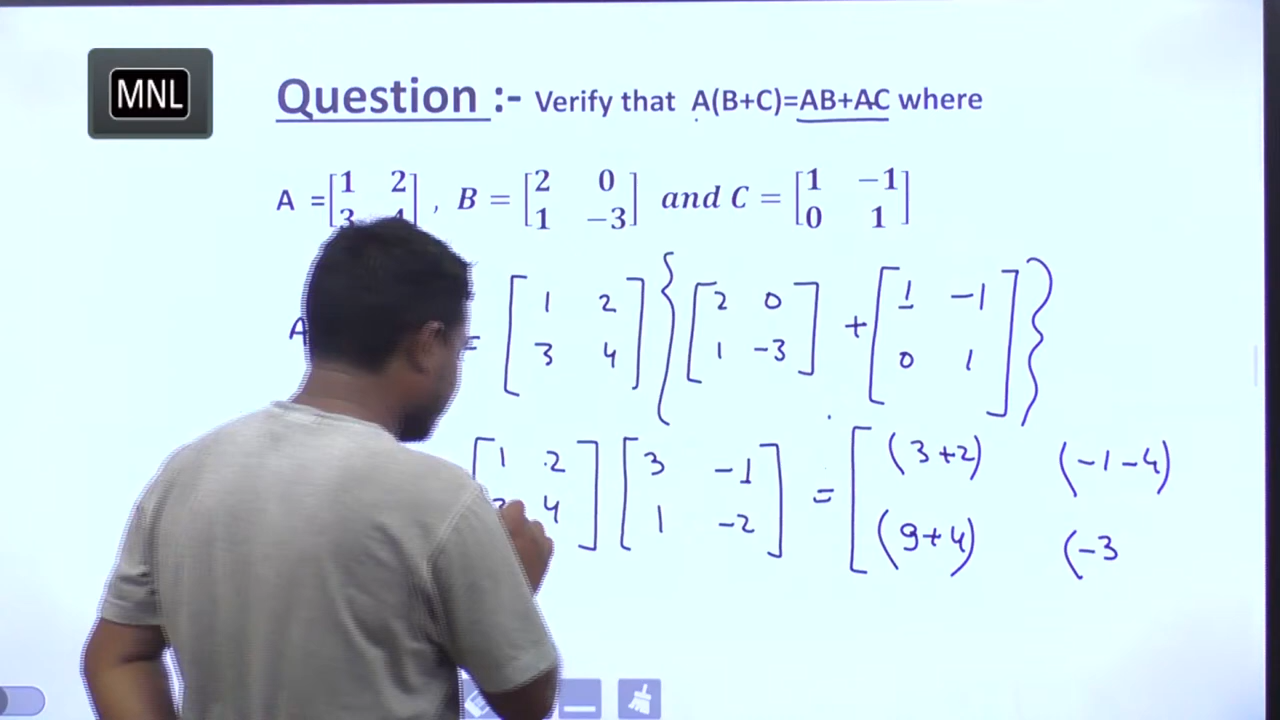 MNL
Question :- Verify that A(B+C)=AB+AC where
A = [1 2 3 4], B = [2 0 1 −3] and C = [1 −1 0 1]
A = [1 2 3 4] { [2 0 1 -3] + [1 -1 0 1] }
[1 2 4] [3 -1 1 -2] = [(3+2) (-1-4) (9+4) (-3